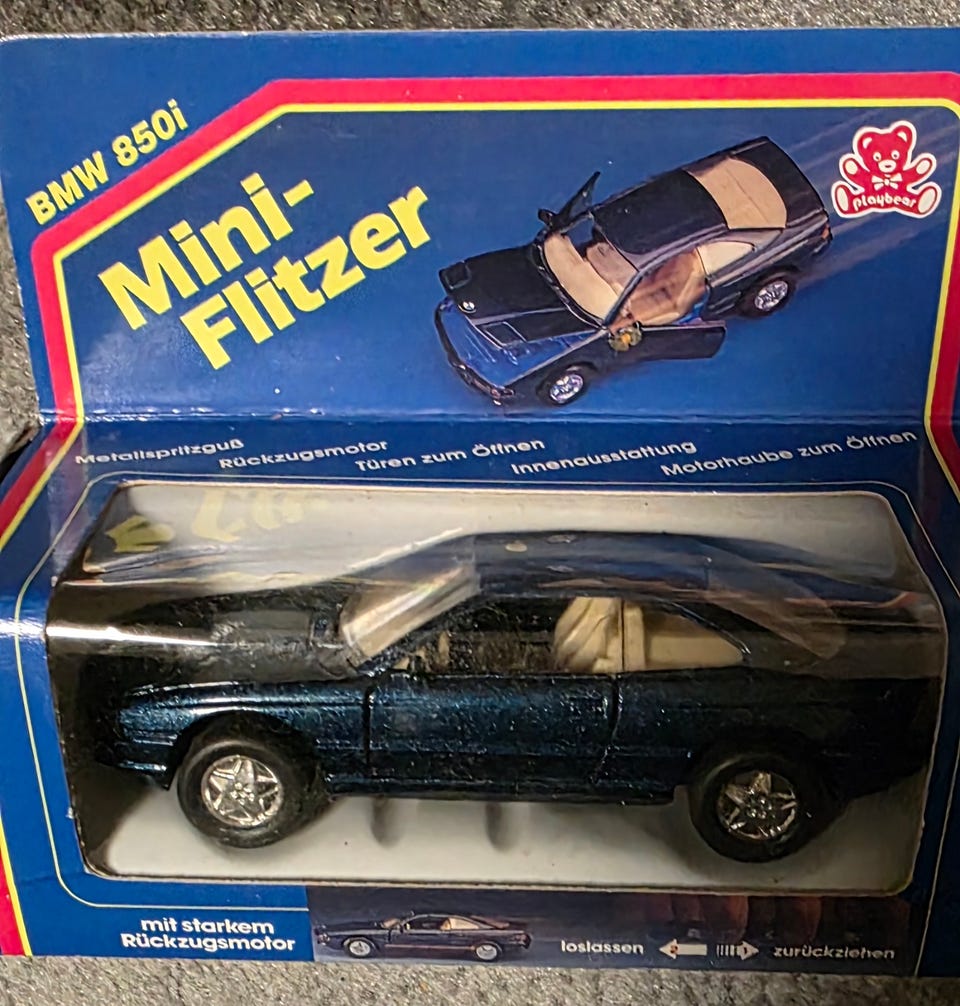 BMW 850i
Mini-
Flitzer
playbear
Metallspritzguß
Rückzugsmotor
Türen zum Öffnen
Innenausstattung
Motorhaube zum Öffnen
mit starkem
Rückzugsmotor
loslassen
zurückziehen